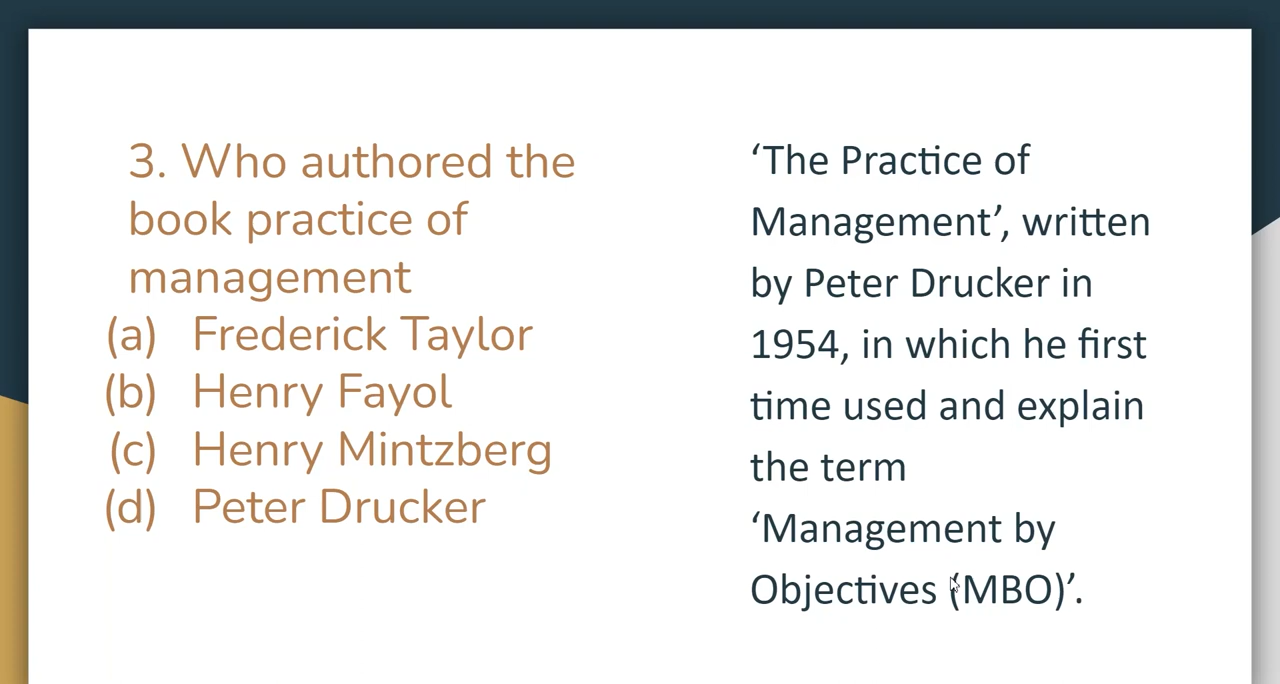 3. Who authored the
book practice of
management
(a) Frederick Taylor
(b) Henry Fayol
(c) Henry Mintzberg
(d) Peter Drucker
‘The Practice of
Management’, written
by Peter Drucker in
1954, in which he first
time used and explain
the term
‘Management by
Objectives (MBO)’.